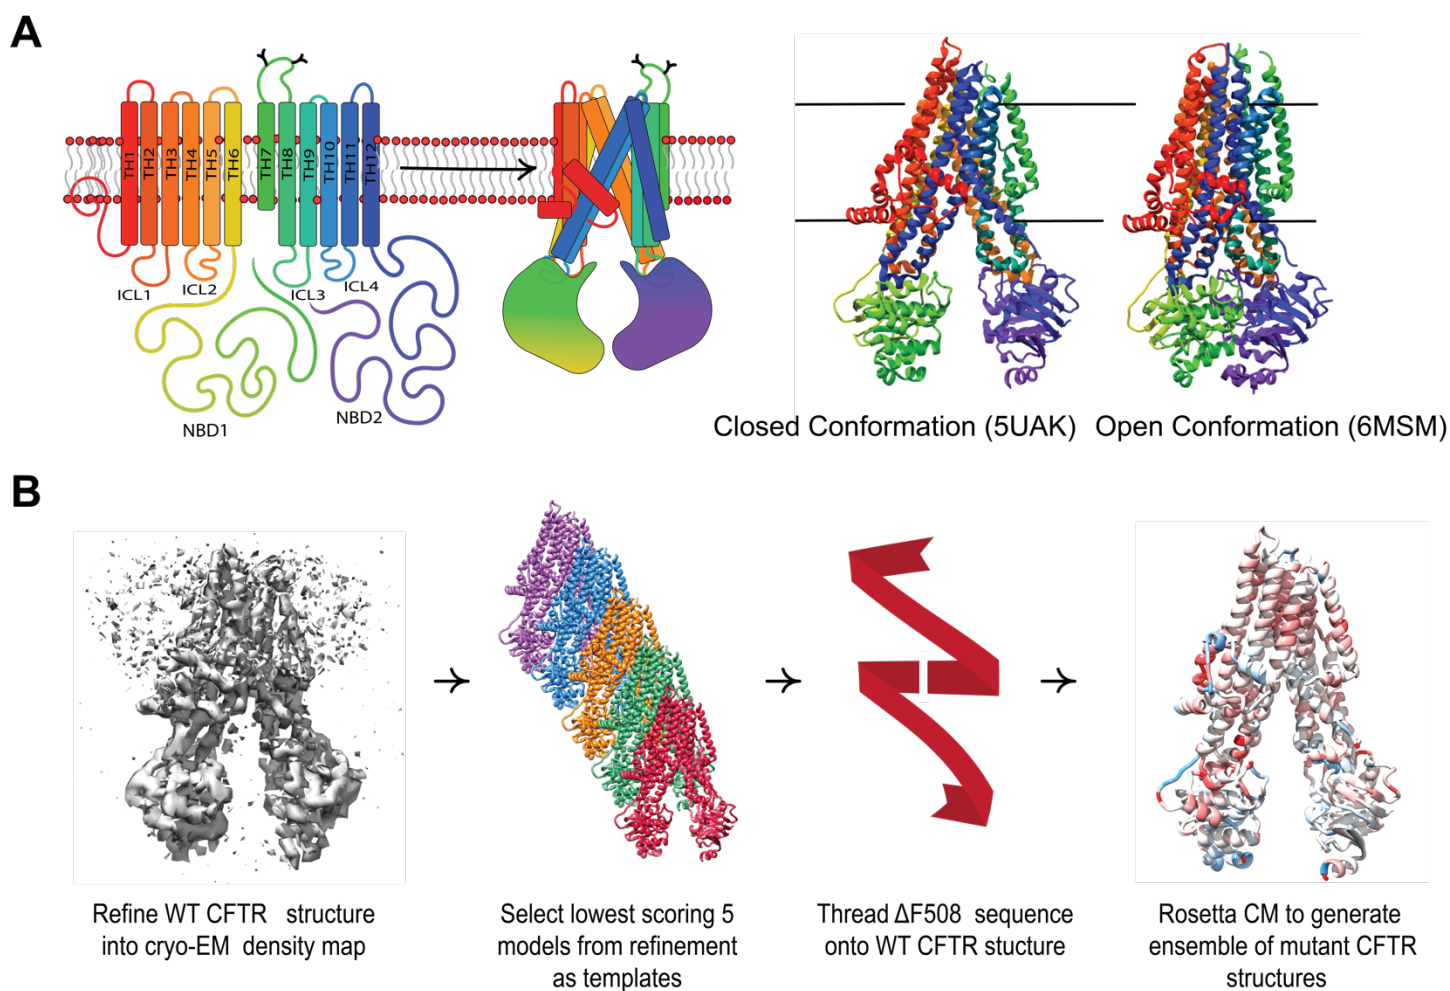 A
TH1
TH2
TH3
TH4
TH5
TH6
TH7
TH8
TH9
TH10
TH11
TH12
ICL1
ICL2
ICL3
ICL4
NBD1
NBD2
Closed Conformation (5UAK)
Open Conformation (6MSM)
B
Refine WT CFTR structure
into cryo-EM density map
Select lowest scoring 5
models from refinement
as templates
Thread ΔF508 sequence
onto WT CFTR stucture
Rosetta CM to generate
ensemble of mutant CFTR
structures